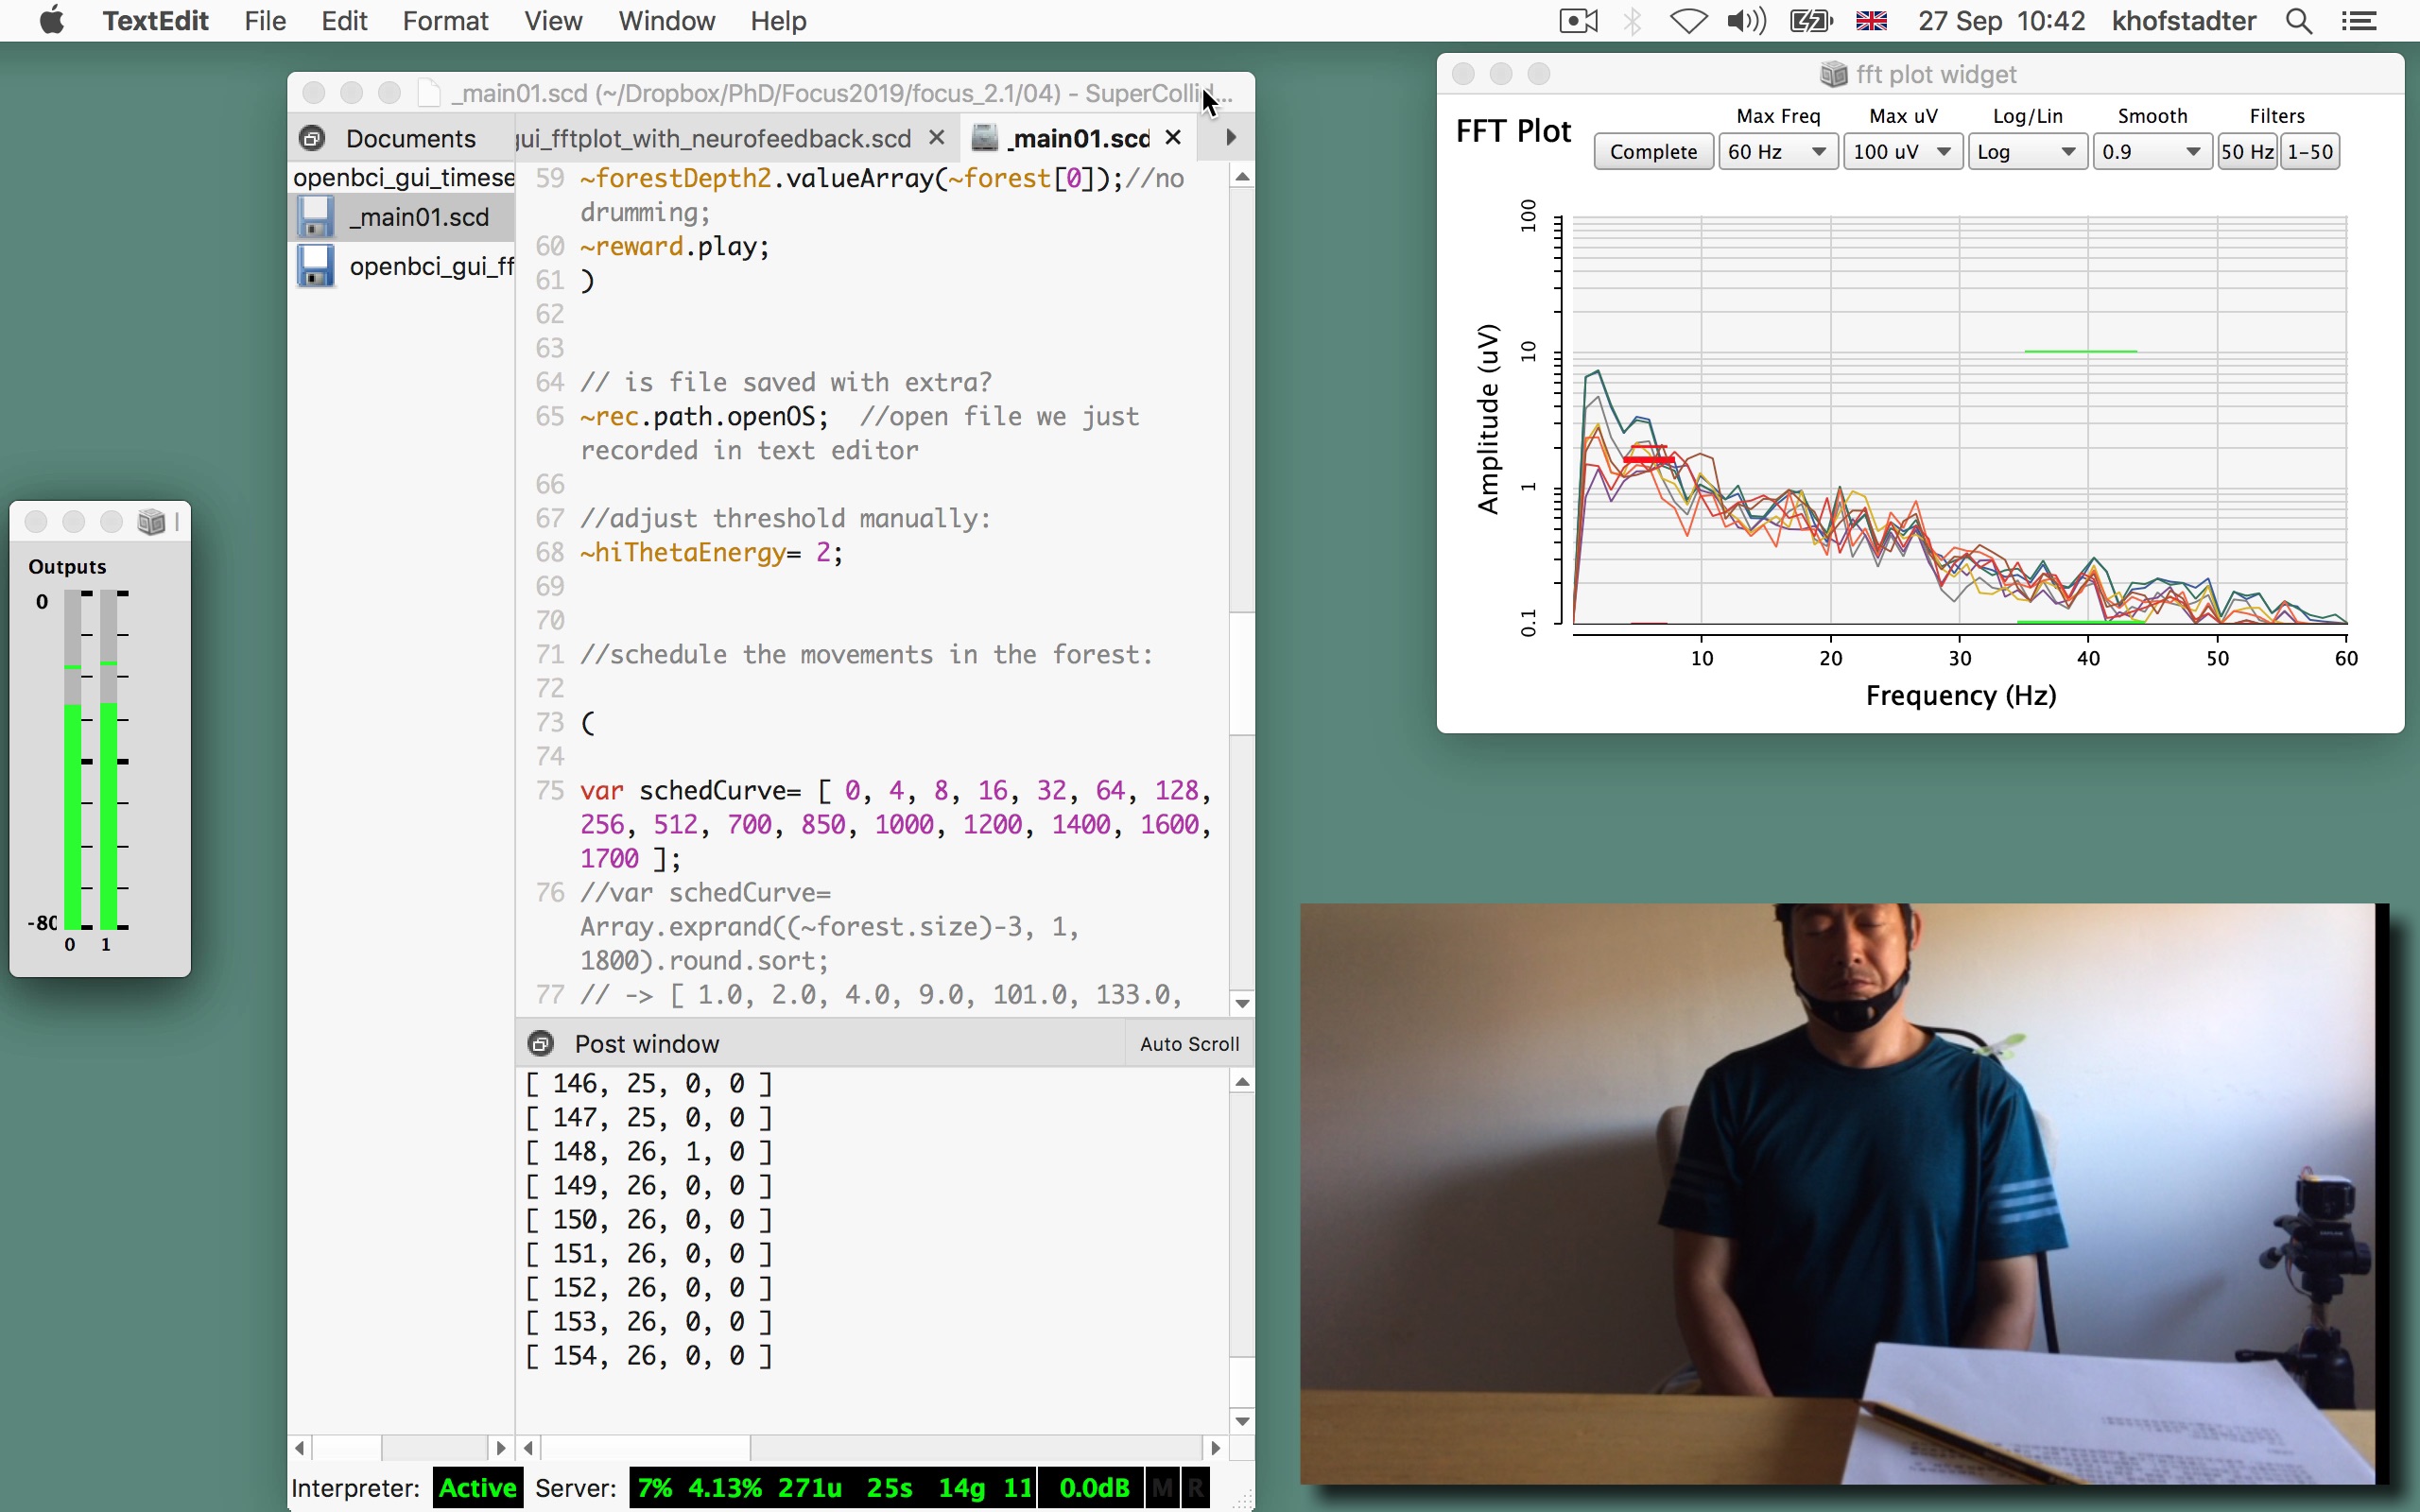 TextEdit File Edit Format View Window Help 27 Sep 10:42 khofstadter
_main01.scd (~/Dropbox/PhD/Focus2019/focus_2.1/04) - SuperCollid...
Documents
gui_fftplot_with_neurofeedback.scd _main01.scd
openbci_gui_timese
_main01.scd
openbci_gui_ff
59 ~forestDepth2.valueArray(~forest[0]);//no
drumming;
60 ~reward.play;
61 )
62
63
64 // is file saved with extra?
65 ~rec.path.openOS; //open file we just
recorded in text editor
66
67 //adjust threshold manually:
68 ~hiThetaEnergy= 2;
69
70
71 //schedule the movements in the forest:
72
73 (
74
75 var schedCurve= [ 0, 4, 8, 16, 32, 64, 128,
256, 512, 700, 850, 1000, 1200, 1400, 1600,
1700 ];
76 //var schedCurve=
Array.exprand((~forest.size)-3, 1,
1800).round.sort;
77 // -> [ 1.0, 2.0, 4.0, 9.0, 101.0, 133.0,
Post window Auto Scroll
[ 146, 25, 0, 0 ]
[ 147, 25, 0, 0 ]
[ 148, 26, 1, 0 ]
[ 149, 26, 0, 0 ]
[ 150, 26, 0, 0 ]
[ 151, 26, 0, 0 ]
[ 152, 26, 0, 0 ]
[ 153, 26, 0, 0 ]
[ 154, 26, 0, 0 ]
Interpreter: Active Server: 7% 4.13% 271u 25s 14g 11 0.0dB M R
Outputs
0
-80
0 1
fft plot widget
FFT Plot
Max Freq Max uV Log/Lin Smooth Filters
Complete 60 Hz 100 uV Log 0.9 50 Hz 1-50
Amplitude (uV)
100
10
1
0.1
10 20 30 40 50 60
Frequency (Hz)